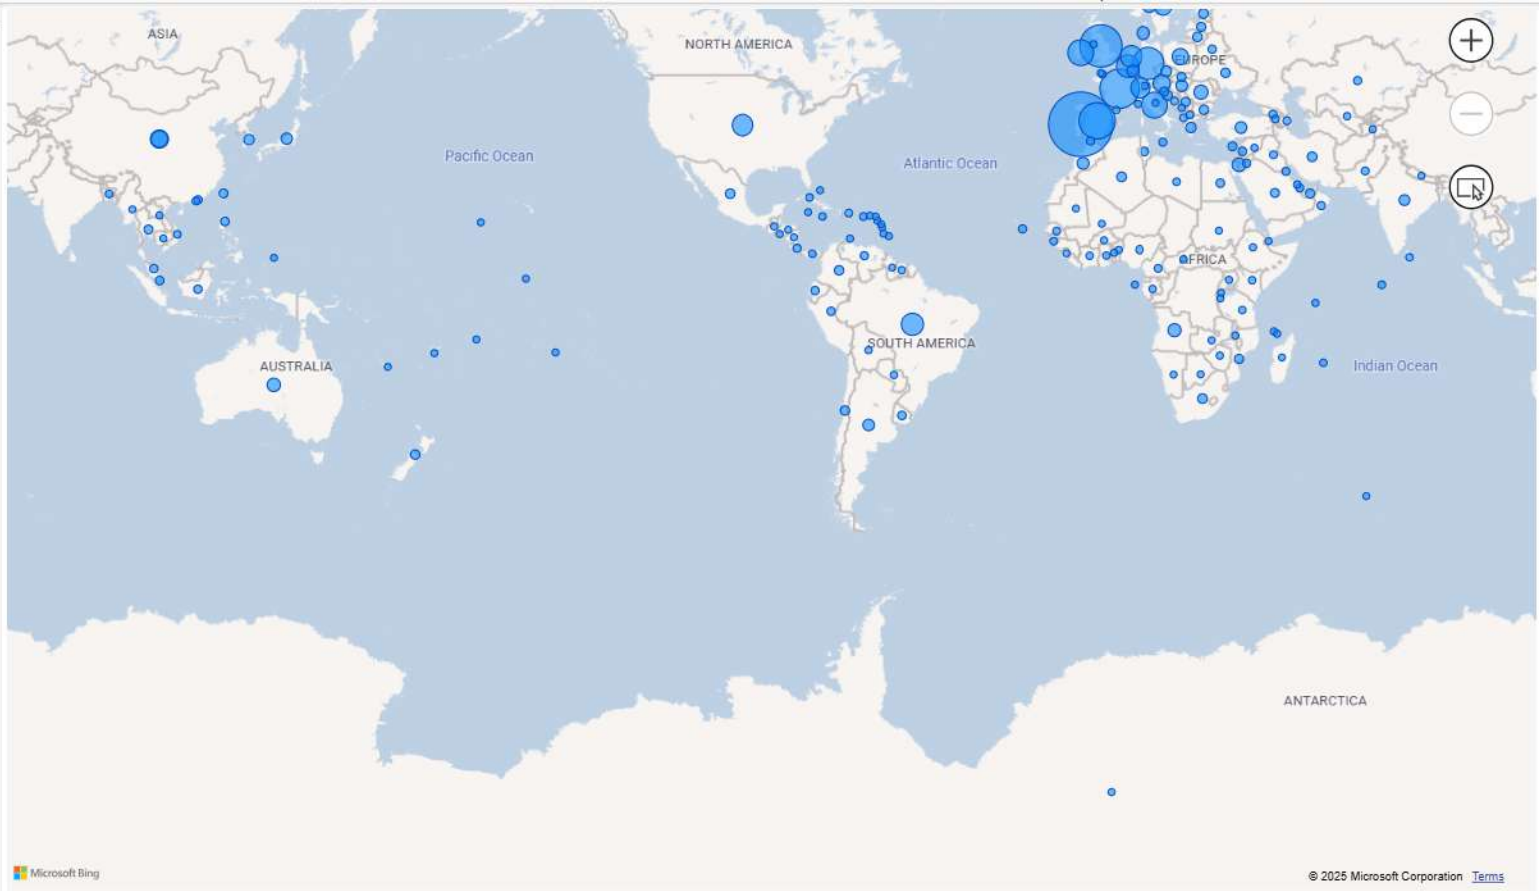 ASIA
NORTH AMERICA
EUROPE
Pacific Ocean
Atlantic Ocean
AFRICA
SOUTH AMERICA
AUSTRALIA
Indian Ocean
ANTARCTICA
Microsoft Bing
© 2025 Microsoft Corporation Terms